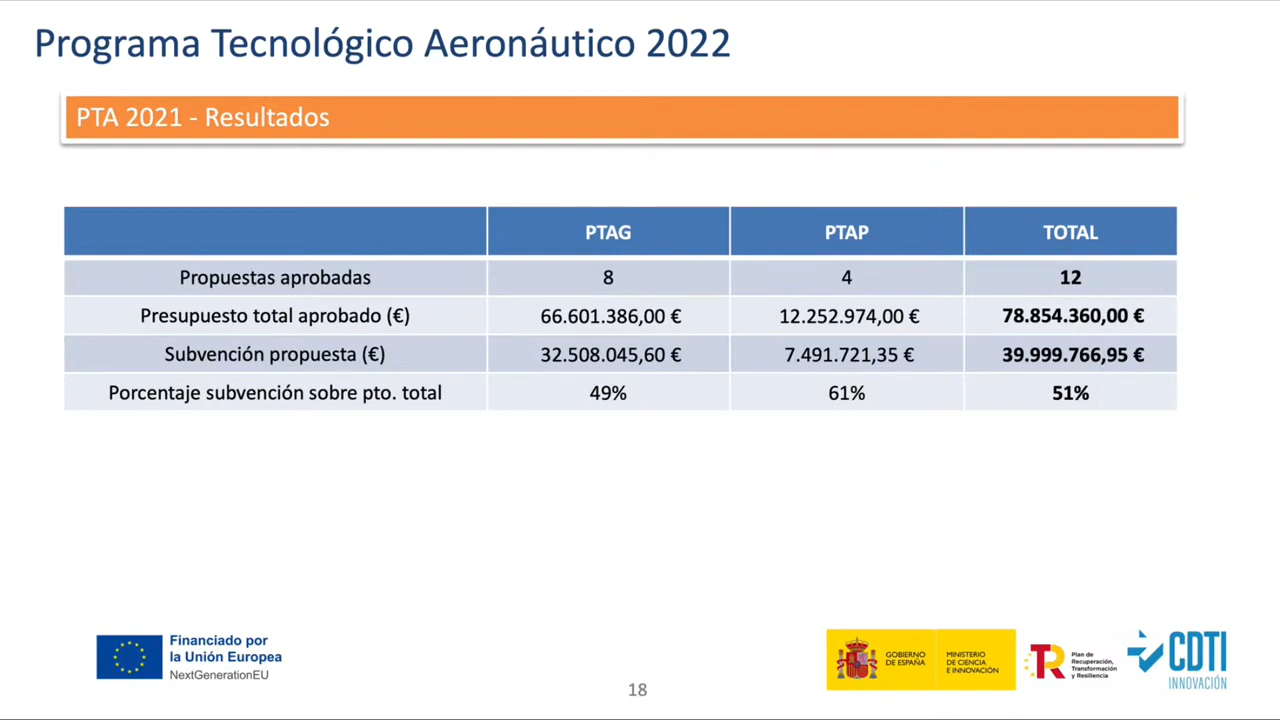 Programa Tecnológico Aeronáutico 2022
PTA 2021 - Resultados
PTAG PTAP TOTAL
Propuestas aprobadas 8 4 12
Presupuesto total aprobado (€) 66.601.386,00 € 12.252.974,00 € 78.854.360,00 €
Subvención propuesta (€) 32.508.045,60 € 7.491.721,35 € 39.999.766,95 €
Porcentaje subvención sobre pto. total 49% 61% 51%
Financiado por
la Unión Europea
NextGenerationEU
GOBIERNO
DE ESPAÑA
MINISTERIO
DE CIENCIA
E INNOVACIÓN
TR
Plan de
Recuperación,
Transformación
y Resiliencia
CDTI
INNOVACIÓN
18